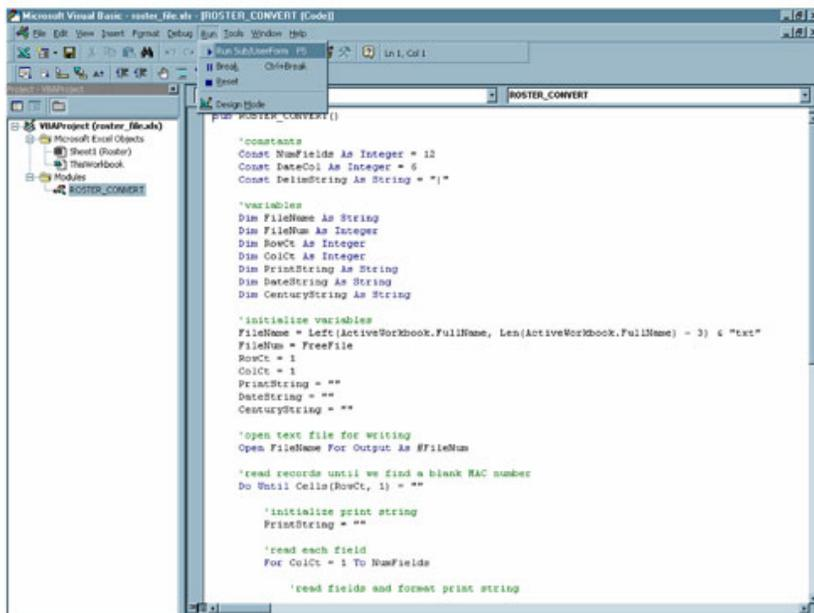 Microsoft Visual Basic - roster_file.xls - [ROSTER_CONVERT (Code)]
File Edit View Insert Format Debug Run Tools Window Help
Run Sub/UserForm F5
Break Ctrl+Break
Reset
Design Mode
Ln 1, Col 1
Project - VBAProject
VBAProject (roster_file.xls)
Microsoft Excel Objects
Sheet1 (Roster)
ThisWorkbook
Modules
ROSTER_CONVERT
ROSTER_CONVERT
ROSTER_CONVERT()
'constants
Const NumFields As Integer = 12
Const DateCol As Integer = 6
Const DelimString As String = "|"
'variables
Dim FileName As String
Dim FileNum As Integer
Dim RowCt As Integer
Dim ColCt As Integer
Dim PrintString As String
Dim DateString As String
Dim CenturyString As String
'initialize variables
FileName = Left(ActiveWorkbook.FullName, Len(ActiveWorkbook.FullName) - 3) & "txt"
FileNum = FreeFile
RowCt = 1
ColCt = 1
PrintString = ""
DateString = ""
CenturyString = ""
'open text file for writing
Open FileName For Output As #FileNum
'read records until we find a blank MAC number
Do Until Cells(RowCt, 1) = ""
'initialize print string
PrintString = ""
'read each field
For ColCt = 1 To NumFields
'read fields and format print string